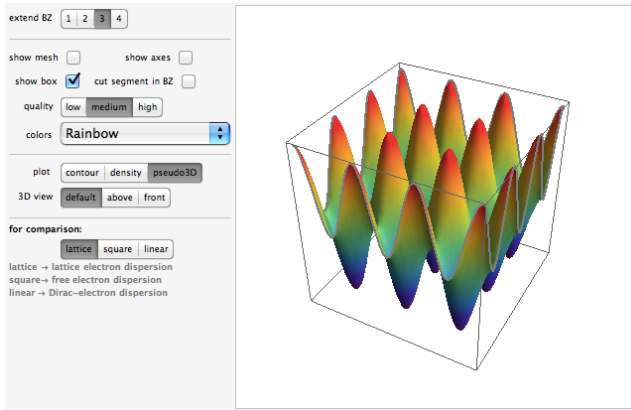 extend BZ 1 2 3 4
show mesh show axes
show box cut segment in BZ
quality low medium high
colors Rainbow
plot contour density pseudo3D
3D view default above front
for comparison:
lattice square linear
lattice → lattice electron dispersion
square→ free electron dispersion
linear → Dirac-electron dispersion